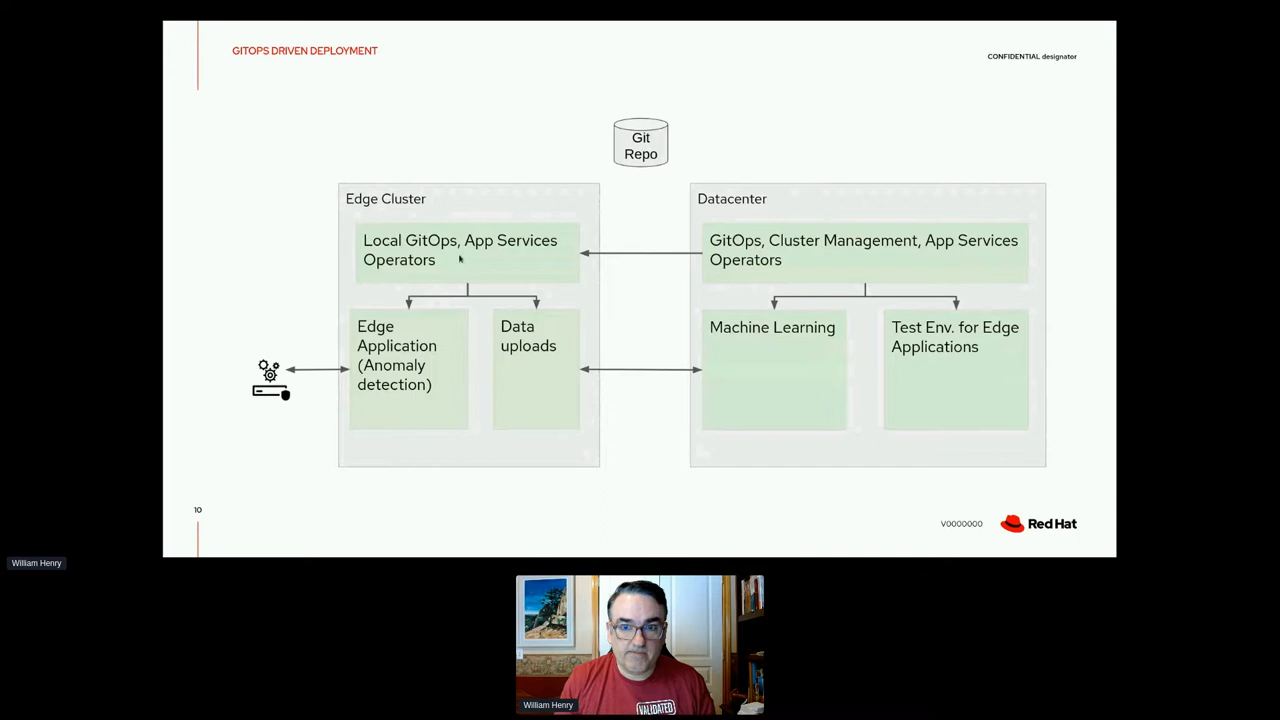 GITOPS DRIVEN DEPLOYMENT
CONFIDENTIAL designator
Git
Repo
Edge Cluster
Local GitOps, App Services
Operators
Edge
Application
(Anomaly
detection)
Data
uploads
Datacenter
GitOps, Cluster Management, App Services
Operators
Machine Learning
Test Env. for Edge
Applications
10
V0000000
Red Hat
William Henry
William Henry
VALIDATED